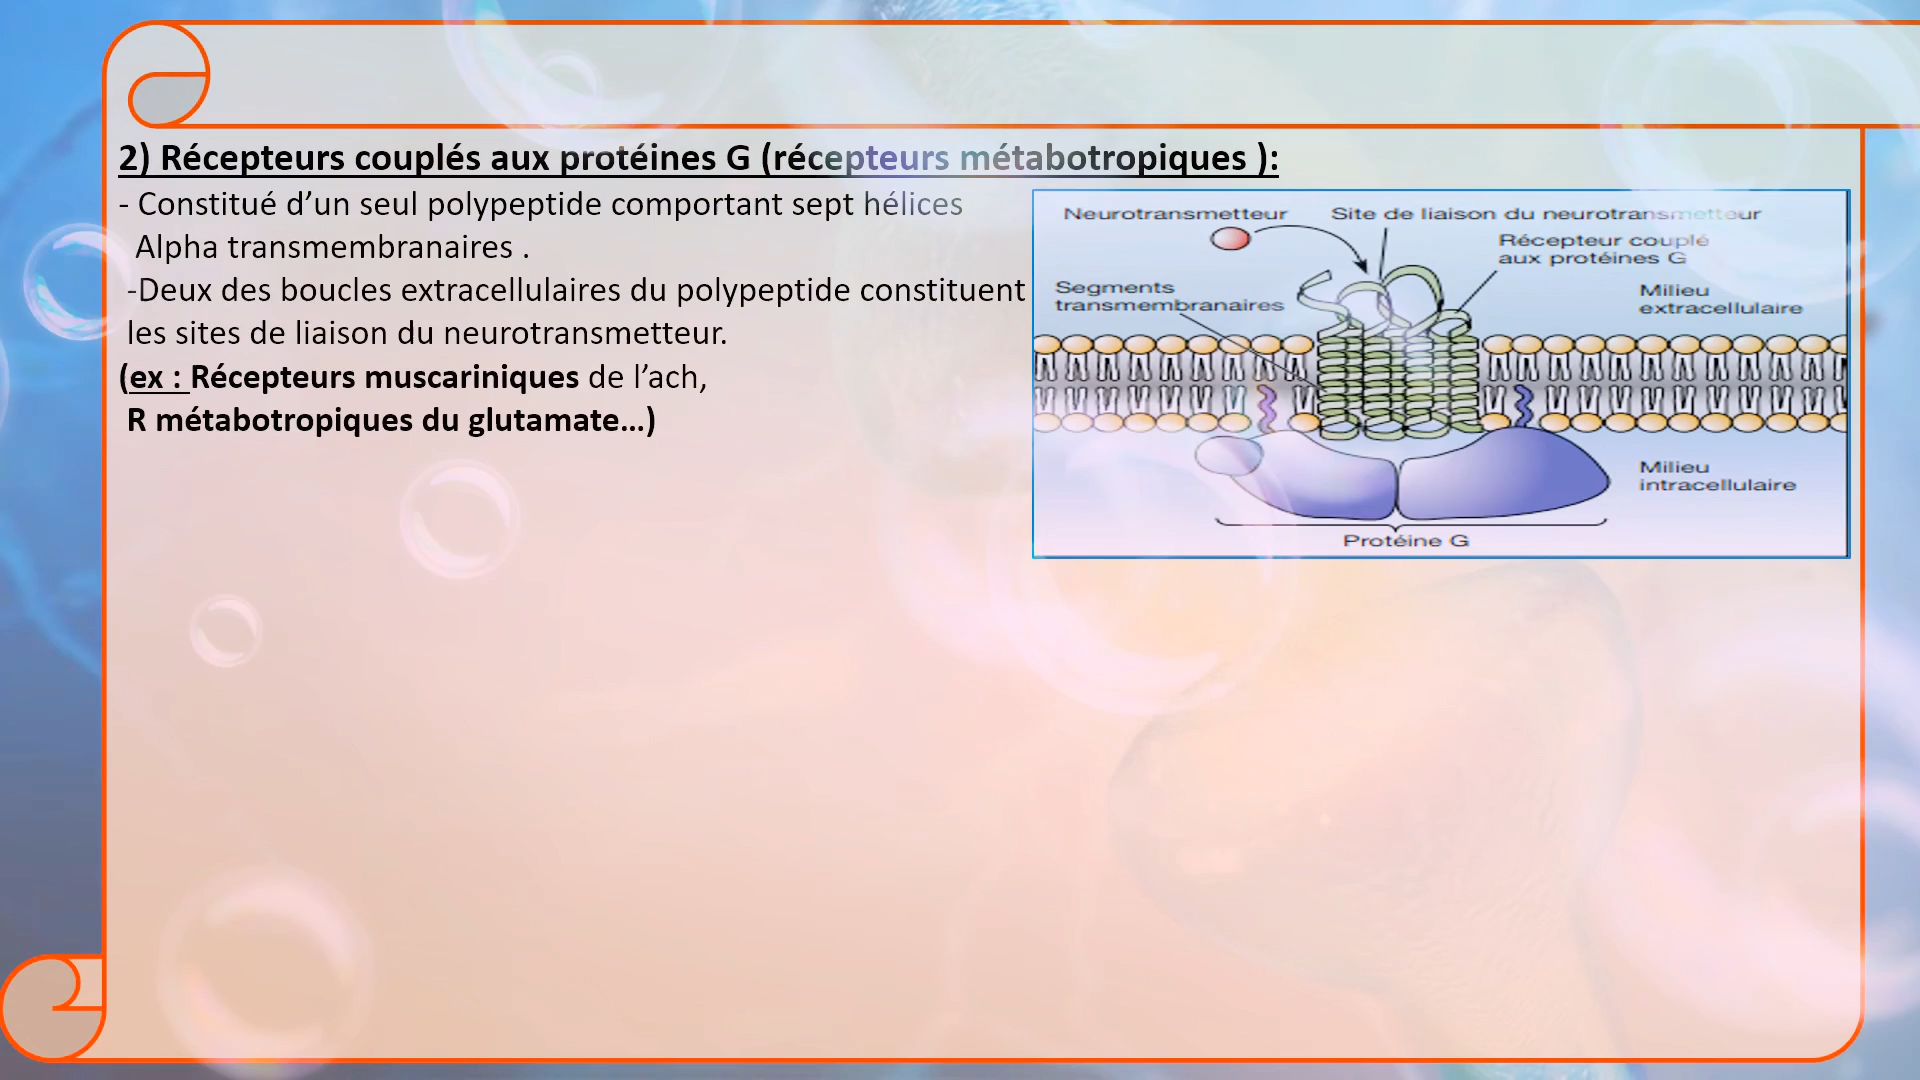 2) Récepteurs couplés aux protéines G (récepteurs métabotropiques ):
- Constitué d’un seul polypeptide comportant sept hélices
Alpha transmembranaires .
-Deux des boucles extracellulaires du polypeptide constituent
les sites de liaison du neurotransmetteur.
(ex : Récepteurs muscariniques de l’ach,
R métabotropiques du glutamate...)
Neurotransmetteur
Site de liaison du neurotransmetteur
Récepteur couplé
aux protéines G
Segments
transmembranaires
Milieu
extracellulaire
Milieu
intracellulaire
Protéine G